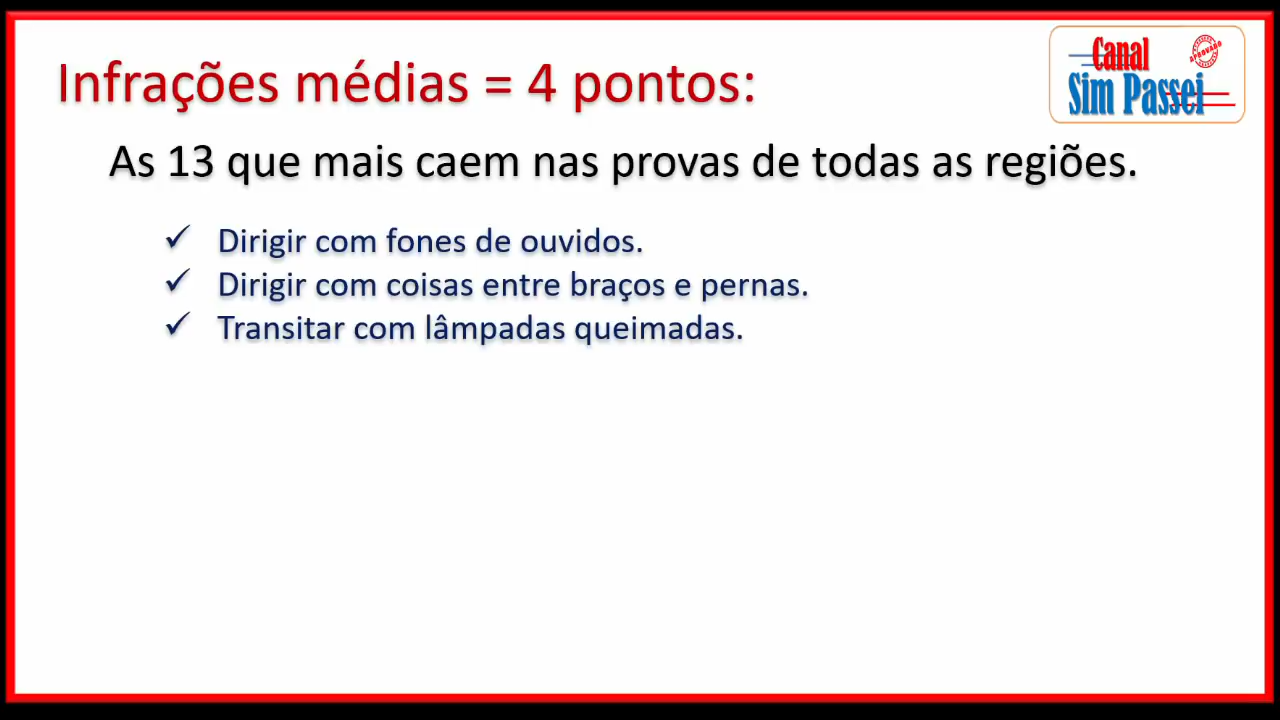 Canal
APROVADO
Sim Passei
Infrações médias = 4 pontos:
As 13 que mais caem nas provas de todas as regiões.
✓ Dirigir com fones de ouvidos.
✓ Dirigir com coisas entre braços e pernas.
✓ Transitar com lâmpadas queimadas.